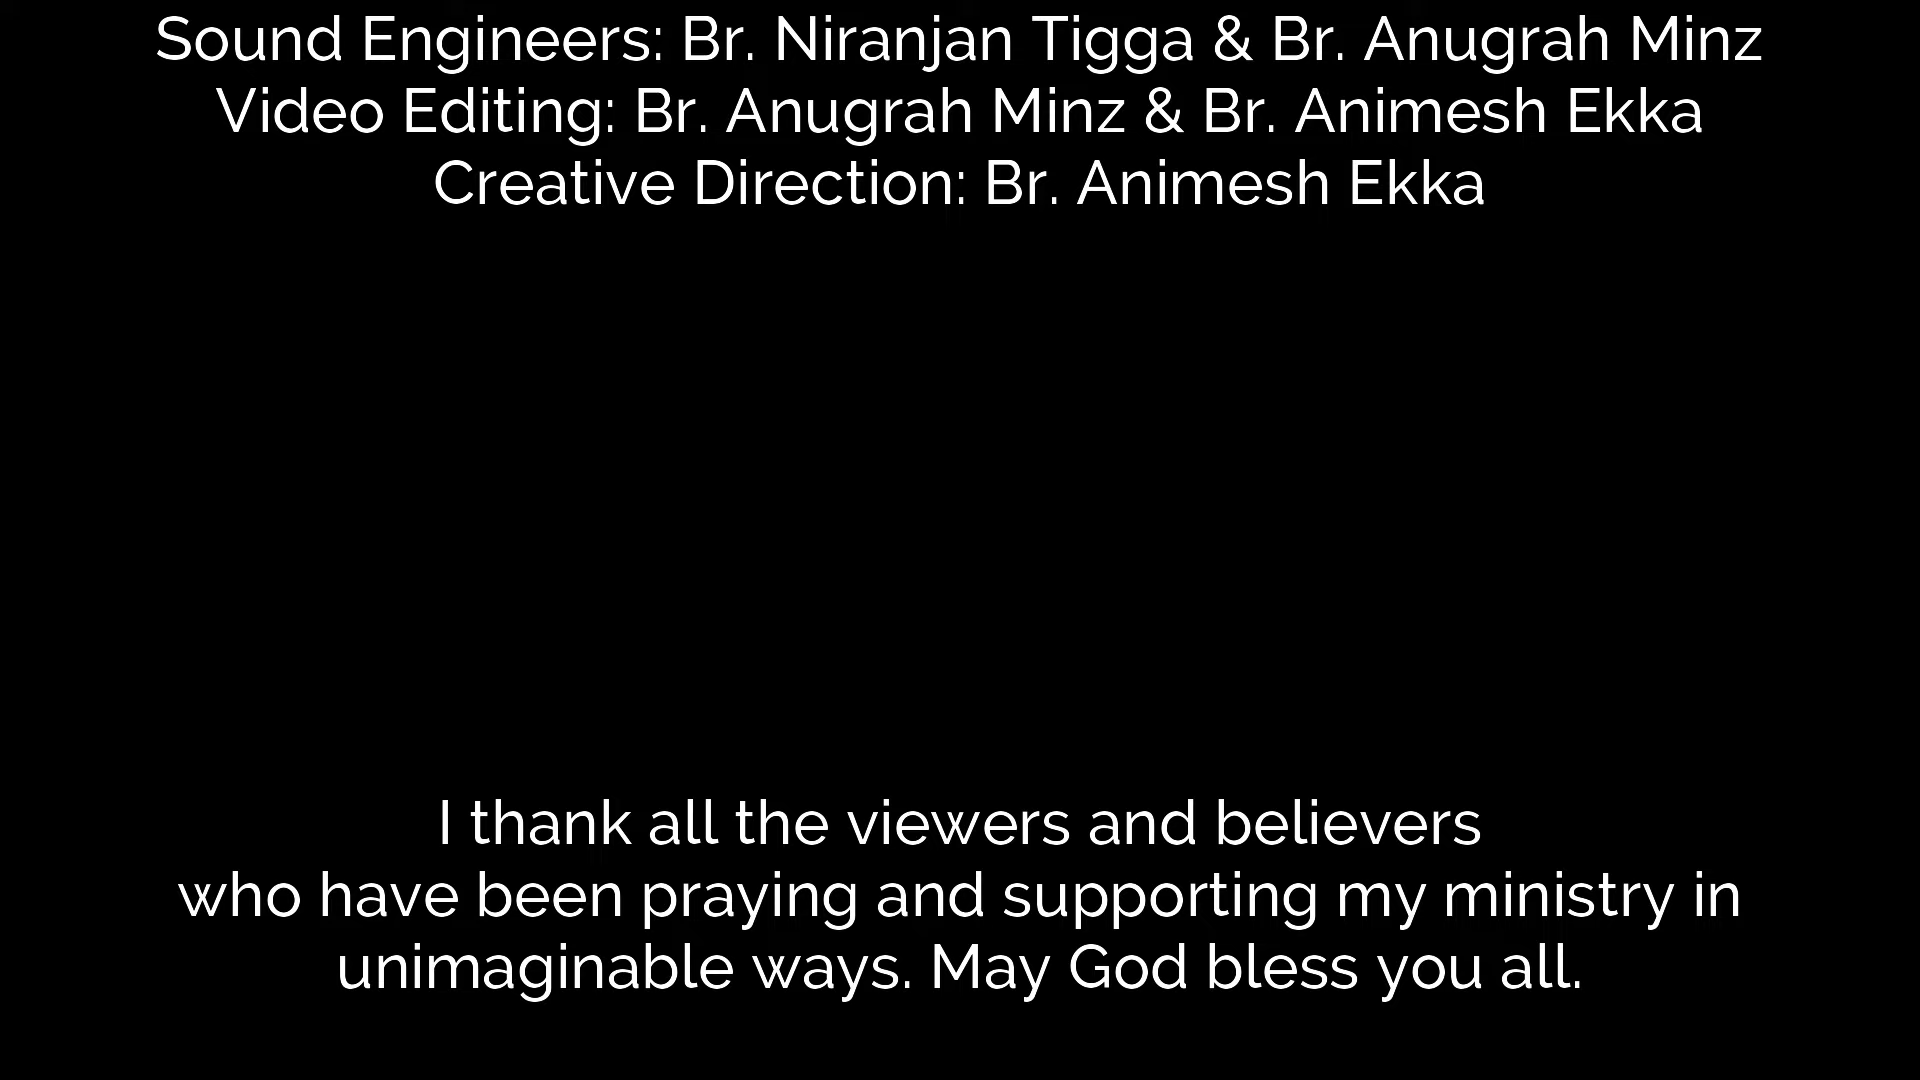 Sound Engineers: Br. Niranjan Tigga & Br. Anugrah Minz
Video Editing: Br. Anugrah Minz & Br. Animesh Ekka
Creative Direction: Br. Animesh Ekka
I thank all the viewers and believers
who have been praying and supporting my ministry in
unimaginable ways. May God bless you all.